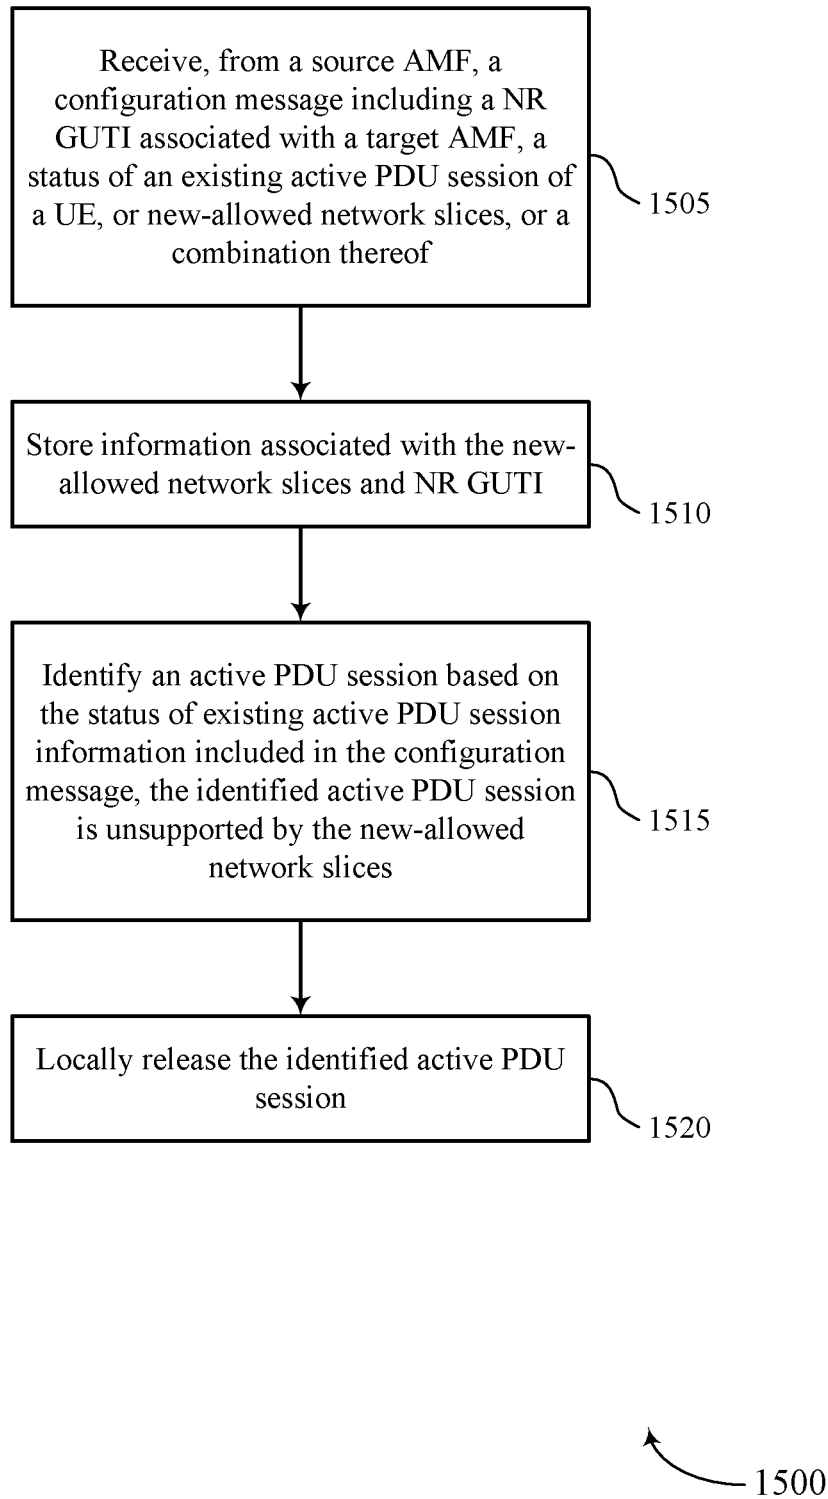 Receive, from a source AMF, a
configuration message including a NR
GUTI associated with a target AMF, a
status of an existing active PDU session of
a UE, or new-allowed network slices, or a
combination thereof
1505
Store information associated with the new-
allowed network slices and NR GUTI
1510
Identify an active PDU session based on
the status of existing active PDU session
information included in the configuration
message, the identified active PDU session
is unsupported by the new-allowed
network slices
1515
Locally release the identified active PDU
session
1520
1500